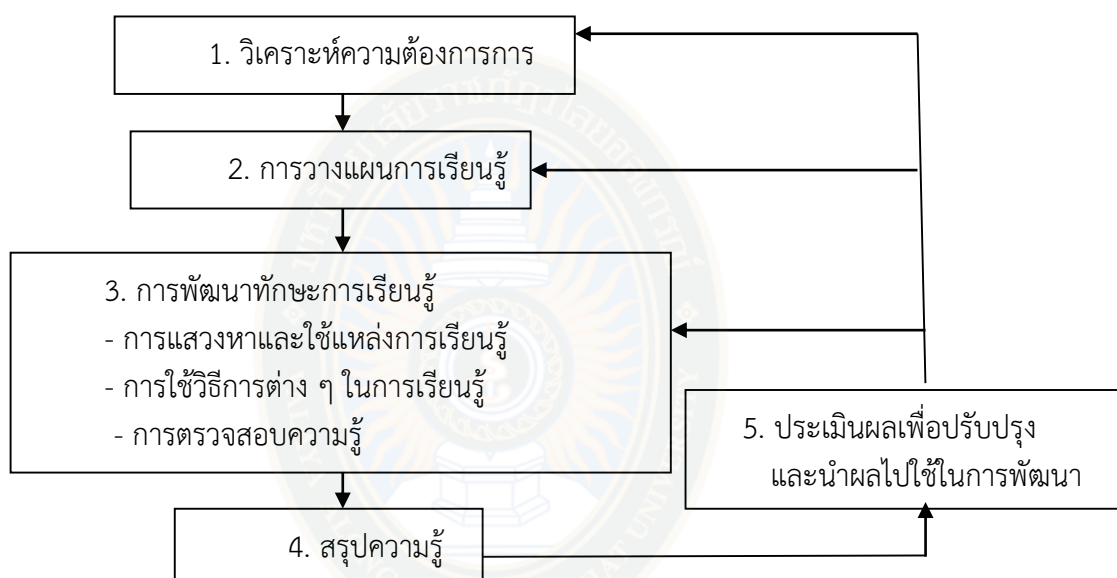 1. วิเคราะห์ความต้องการการ
2. การวางแผนการเรียนรู้
3. การพัฒนาทักษะการเรียนรู้
- การแสวงหาและใช้แหล่งการเรียนรู้
- การใช้วิธีการต่าง ๆ ในการเรียนรู้
- การตรวจสอบความรู้
5. ประเมินผลเพื่อปรับปรุง
และนำผลไปใช้ในการพัฒนา
4. สรุปความรู้